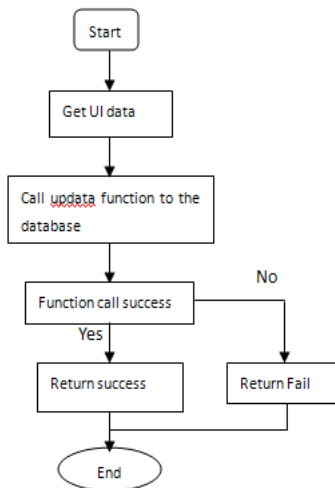 Start
Get UI data
Call updata function to the
database
Function call success
No
Yes
Return success
Return Fail
End